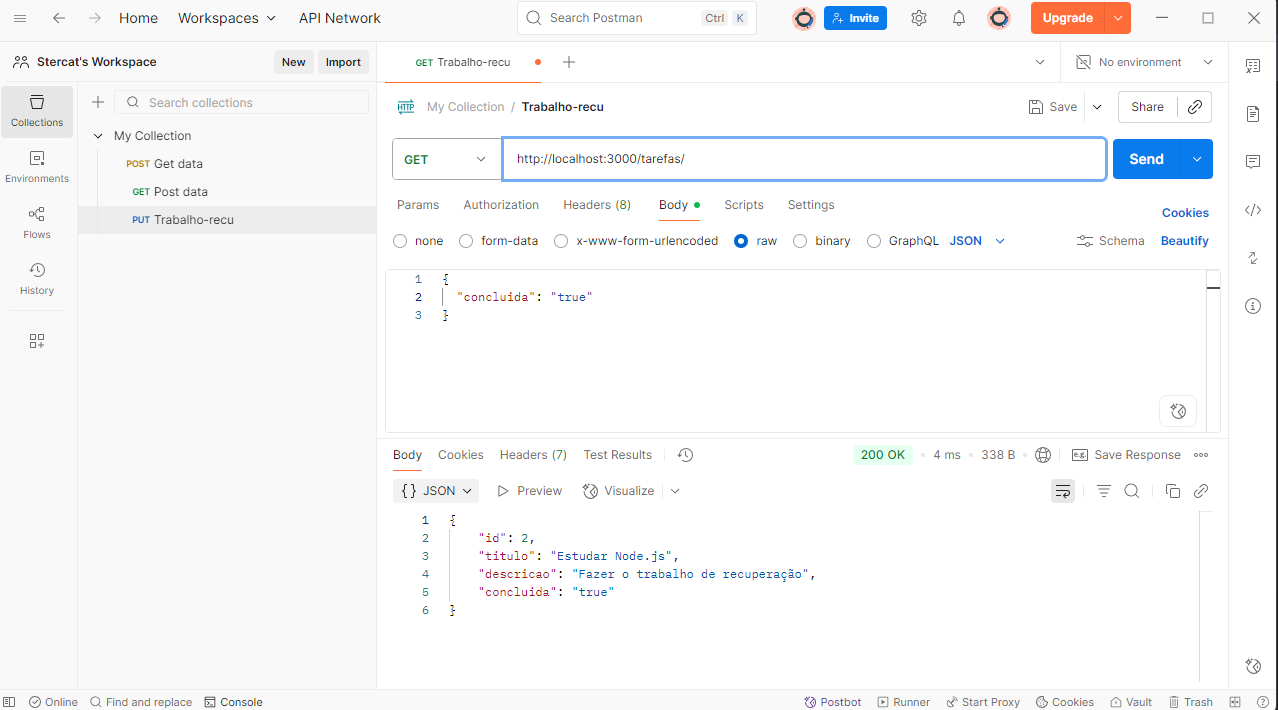 Home Workspaces API Network Search Postman Ctrl K Invite Upgrade
Stercat's Workspace New Import GET Trabalho-recu No environment
Collections Search collections HTTP My Collection / Trabalho-recu Save Share
My Collection
Environments POST Get data GET http://localhost:3000/tarefas/ Send
GET Post data
Flows PUT Trabalho-recu Params Authorization Headers (8) Body Scripts Settings Cookies
History none form-data x-www-form-urlencoded raw binary GraphQL JSON Schema Beautify
1 {
2 "concluida": "true"
3 }
Body Cookies Headers (7) Test Results 200 OK 4 ms 338 B e.g. Save Response
{} JSON Preview Visualize
1 {
2 "id": 2,
3 "titulo": "Estudar Node.js",
4 "descricao": "Fazer o trabalho de recuperação",
5 "concluida": "true"
6 }
Online Find and replace Console Postbot Runner Start Proxy Cookies Vault Trash